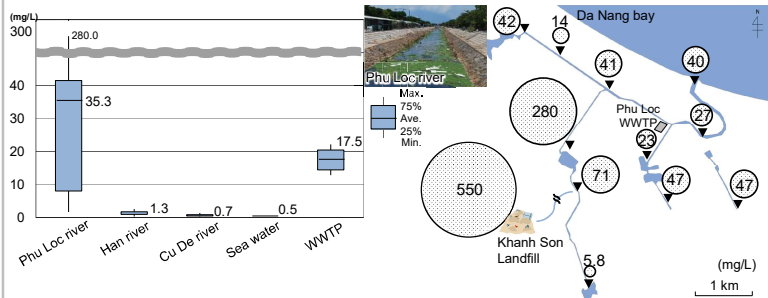 (mg/L)
300
280.0
40
35.3
30
20
17.5
10
1.3
0.7
0.5
0
Phu Loc river
Han river
Cu De river
Sea water
WWTP
Phu Loc river
Max.
75%
Ave.
25%
Min.
Da Nang bay
N
42
14
41
40
280
Phu Loc
WWTP
27
23
550
71
47
47
Khanh Son
Landfill
5.8
(mg/L)
1 km